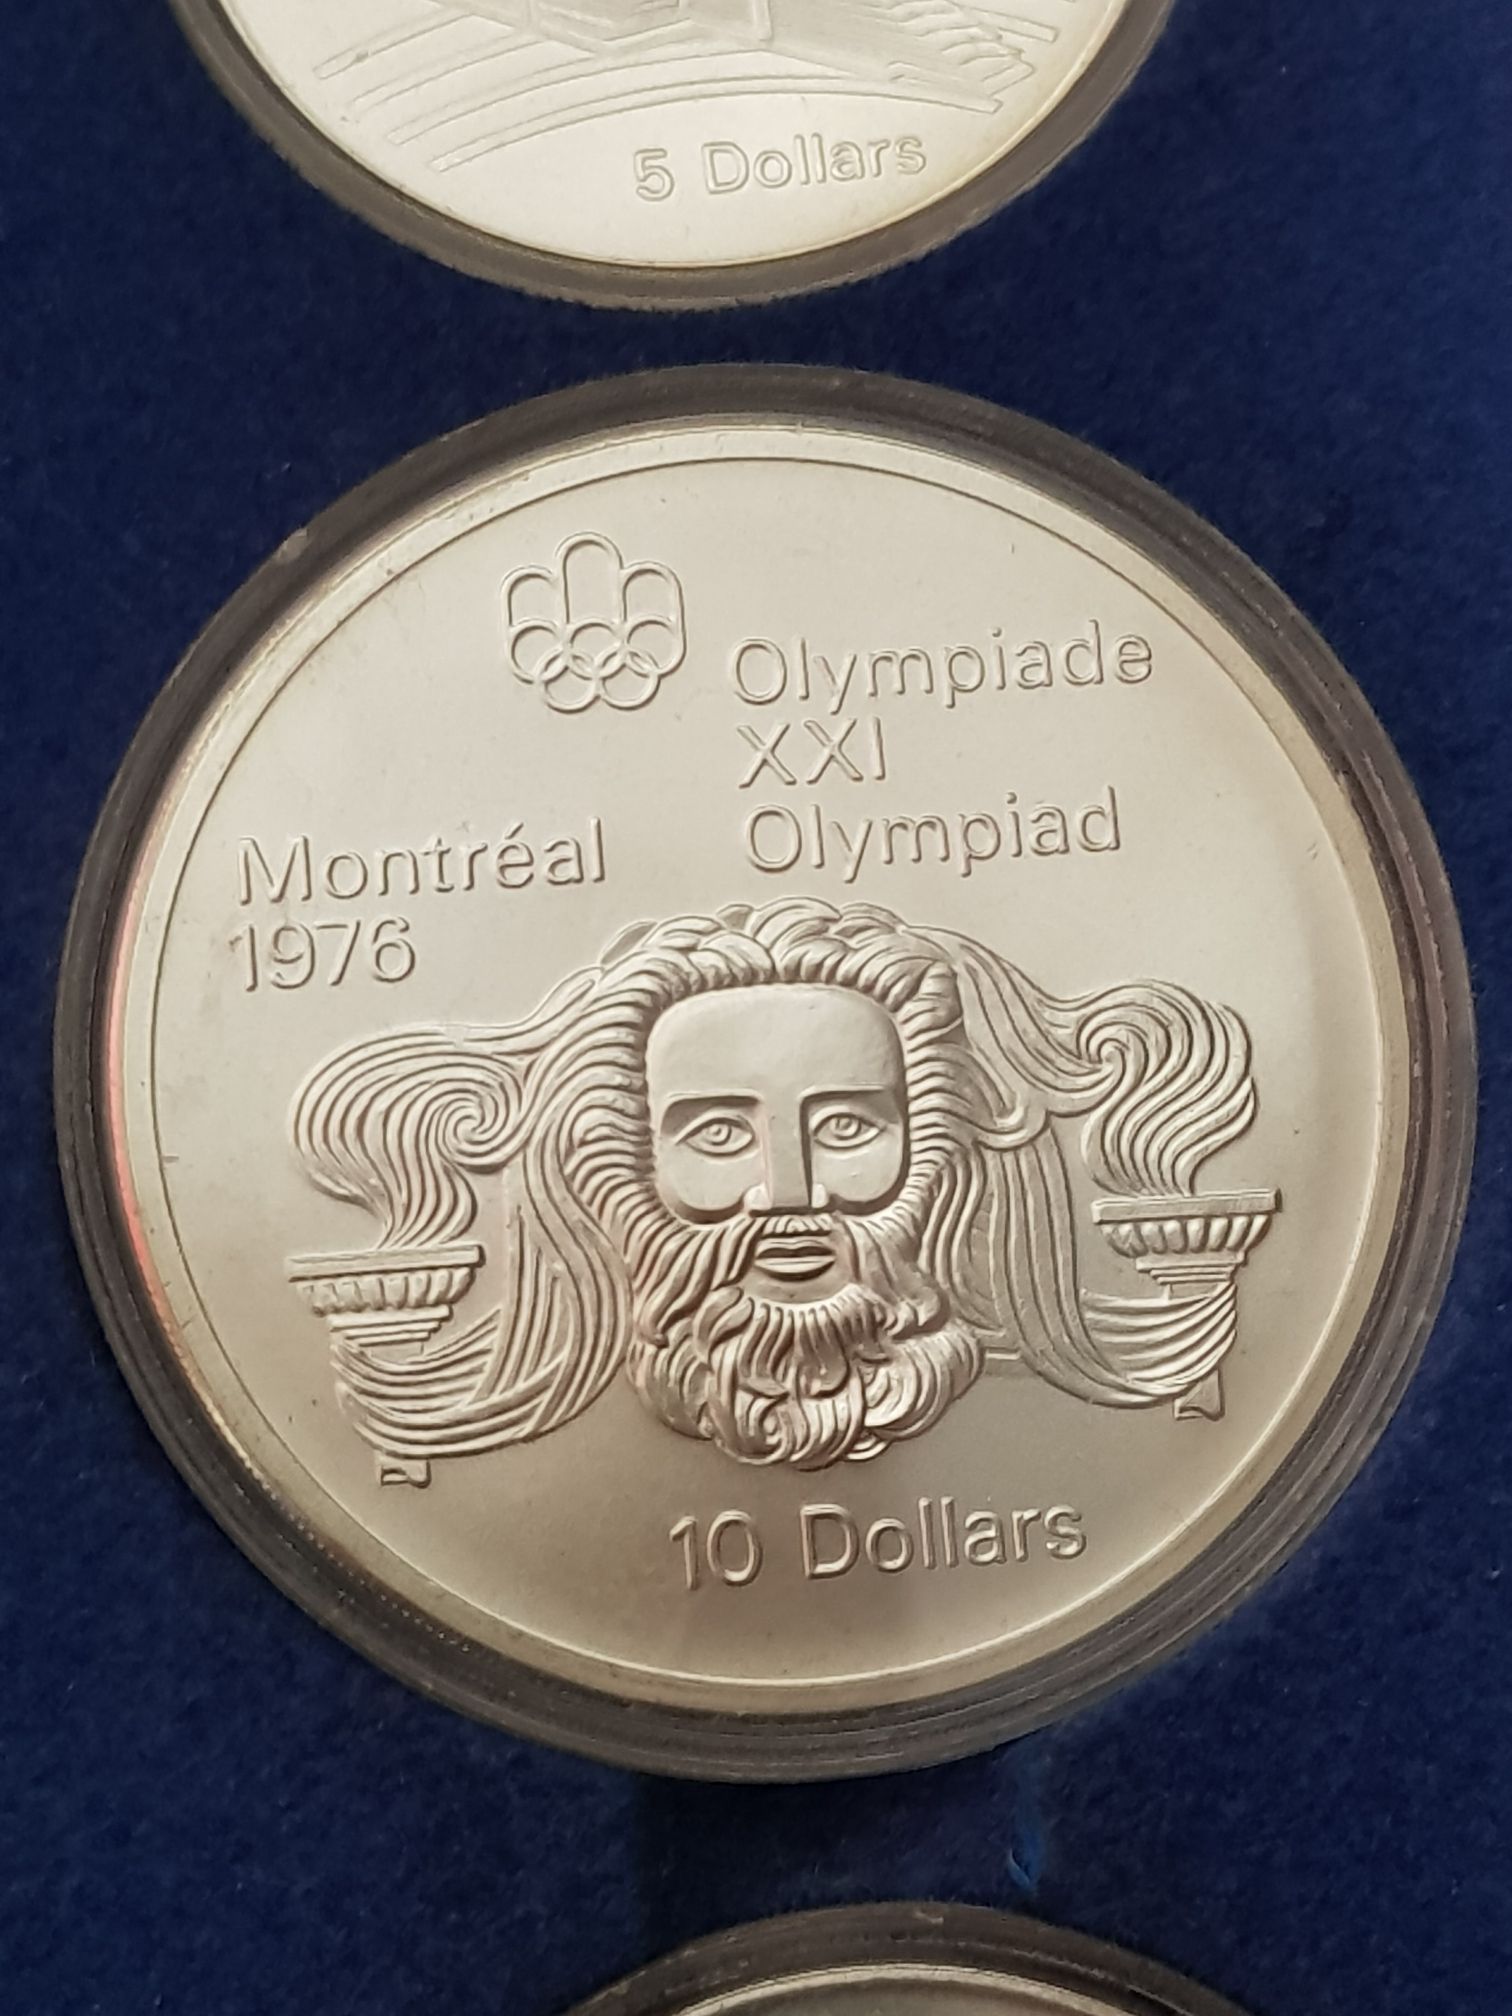 5 Dollars
Olympiade
XXI
Olympiad
Montréal
1976
10 Dollars